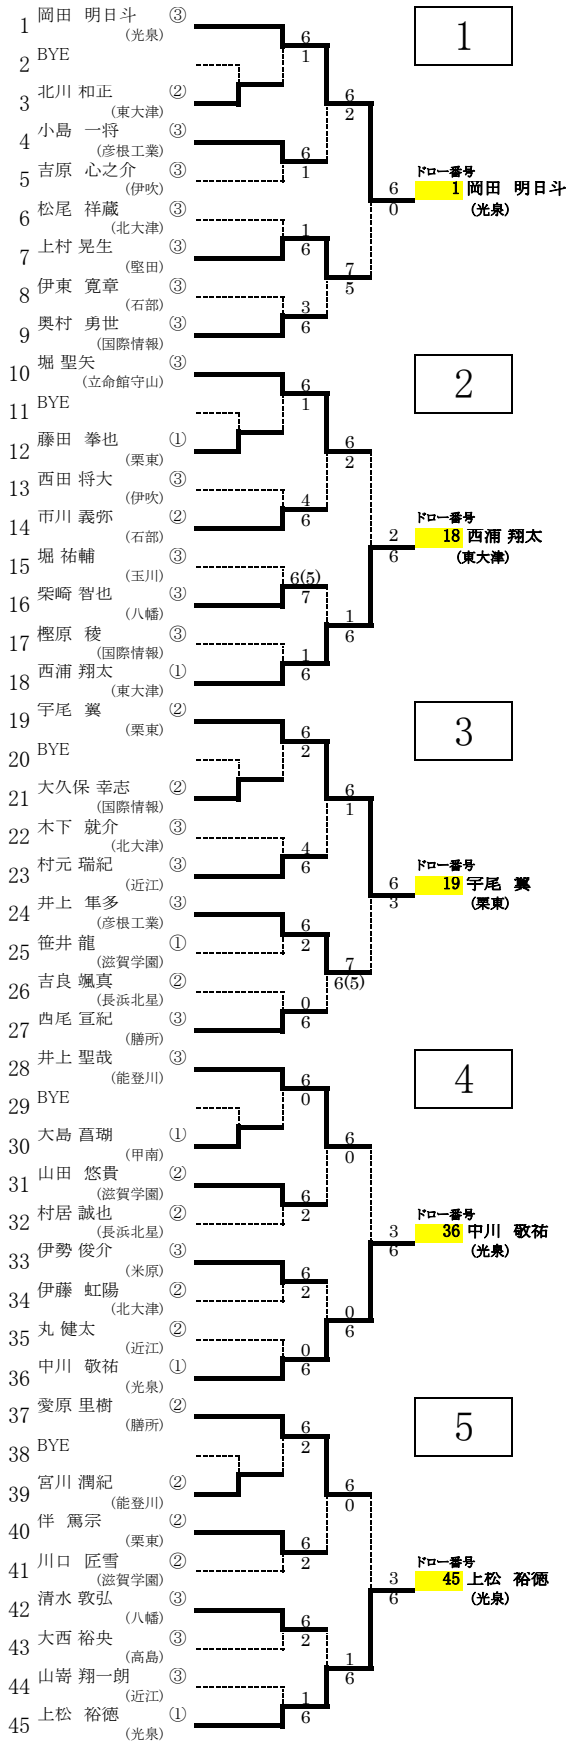 1 岡田 明日斗 ③
(光泉)
2 BYE
3 北川 和正 ②
(東大津)
4 小島 一将 ③
(彦根工業)
5 吉原 心之介 ③
(伊吹)
6 松尾 祥蔵 ③
(北大津)
7 上村 晃生 ③
(堅田)
8 伊東 寛章 ③
(石部)
9 奥村 勇世 ③
(国際情報)
6
1
6
1
1
6
3
6
6
2
7
5
6
0
1
ドロー番号
1 岡田 明日斗
(光泉)
10 堀 聖矢 ③
(立命館守山)
11 BYE
12 藤田 拳也 ①
(栗東)
13 西田 将大 ③
(伊吹)
14 市川 義弥 ②
(石部)
15 堀 祐輔 ③
(玉川)
16 柴崎 智也 ③
(八幡)
17 樫原 稜 ③
(国際情報)
18 西浦 翔太 ①
(東大津)
6
1
4
6
6(5)
7
1
6
6
2
1
6
2
6
2
ドロー番号
18 西浦 翔太
(東大津)
19 宇尾 翼 ②
(栗東)
20 BYE
21 大久保 幸志 ②
(国際情報)
22 木下 就介 ③
(北大津)
23 村元 瑞紀 ③
(近江)
24 井上 隼多 ③
(彦根工業)
25 笹井 龍 ①
(滋賀学園)
26 吉良 颯真 ②
(長浜北星)
27 西尾 亘紀 ③
(膳所)
6
2
4
6
6
2
0
6
6
1
7
6(5)
6
3
3
ドロー番号
19 宇尾 翼
(栗東)
28 井上 聖哉 ③
(能登川)
29 BYE
30 大島 菖瑚 ①
(甲南)
31 山田 悠貴 ②
(滋賀学園)
32 村居 誠也 ②
(長浜北星)
33 伊勢 俊介 ③
(米原)
34 伊藤 虹陽 ②
(北大津)
35 丸 健太 ②
(近江)
36 中川 敬祐 ①
(光泉)
6
0
6
2
6
2
0
6
6
0
0
6
3
6
4
ドロー番号
36 中川 敬祐
(光泉)
37 愛原 里樹 ②
(膳所)
38 BYE
39 宮川 潤紀 ②
(能登川)
40 伴 篤宗 ②
(栗東)
41 川口 匠雪 ②
(滋賀学園)
42 清水 敦弘 ③
(八幡)
43 大西 裕央 ③
(高島)
44 山嵜 翔一朗 ③
(近江)
45 上松 裕徳 ①
(光泉)
6
2
6
2
6
2
1
6
6
0
1
6
3
6
5
ドロー番号
45 上松 裕徳
(光泉)